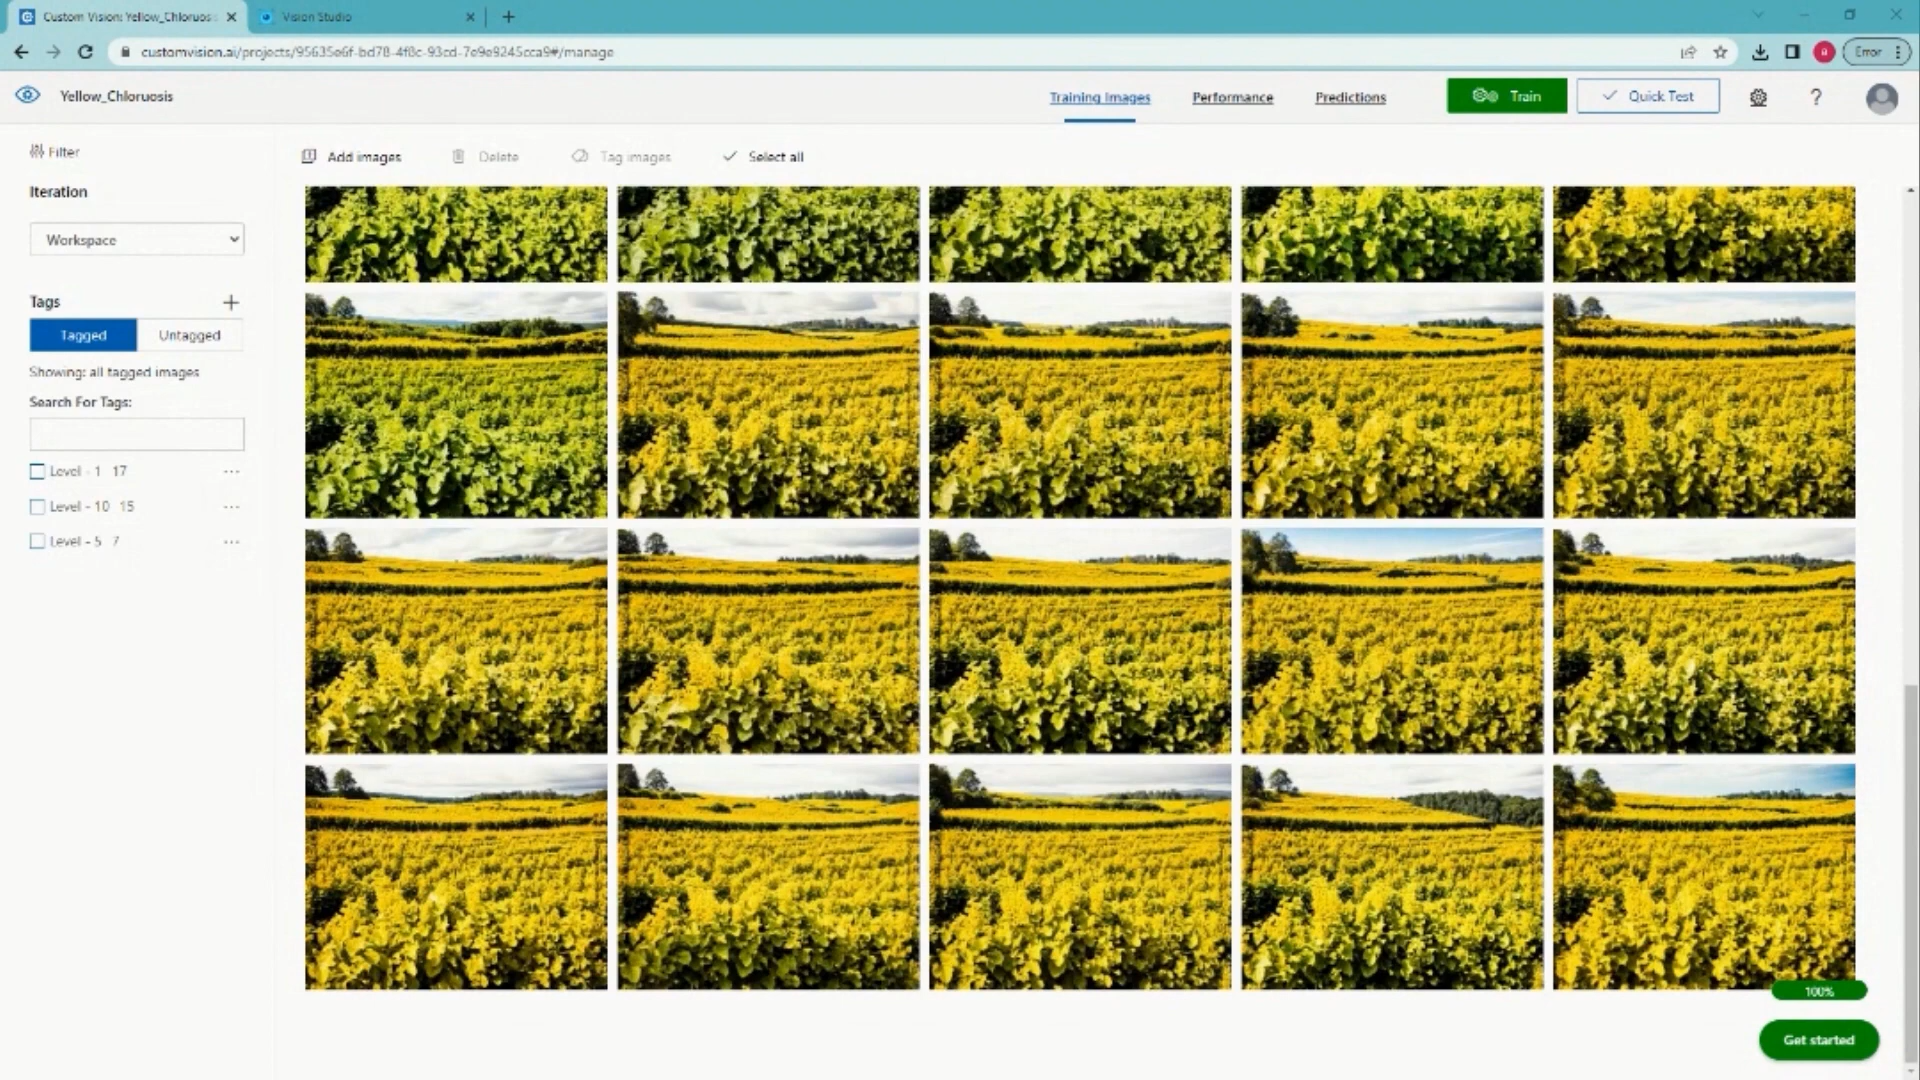 Custom Vision: Yellow_Chloruos
Vision Studio
customvision.ai/projects/95635e6f-bd78-4f8c-93cd-7e9e9245cca9#/manage
Error
Yellow_Chloruosis
Training Images
Performance
Predictions
Train
Quick Test
?
Filter
Add images
Delete
Tag images
Select all
Iteration
Workspace
Tags
Tagged
Untagged
Showing: all tagged images
Search For Tags:
Level - 1 17
Level - 10 15
Level - 5 7
100%
Get started